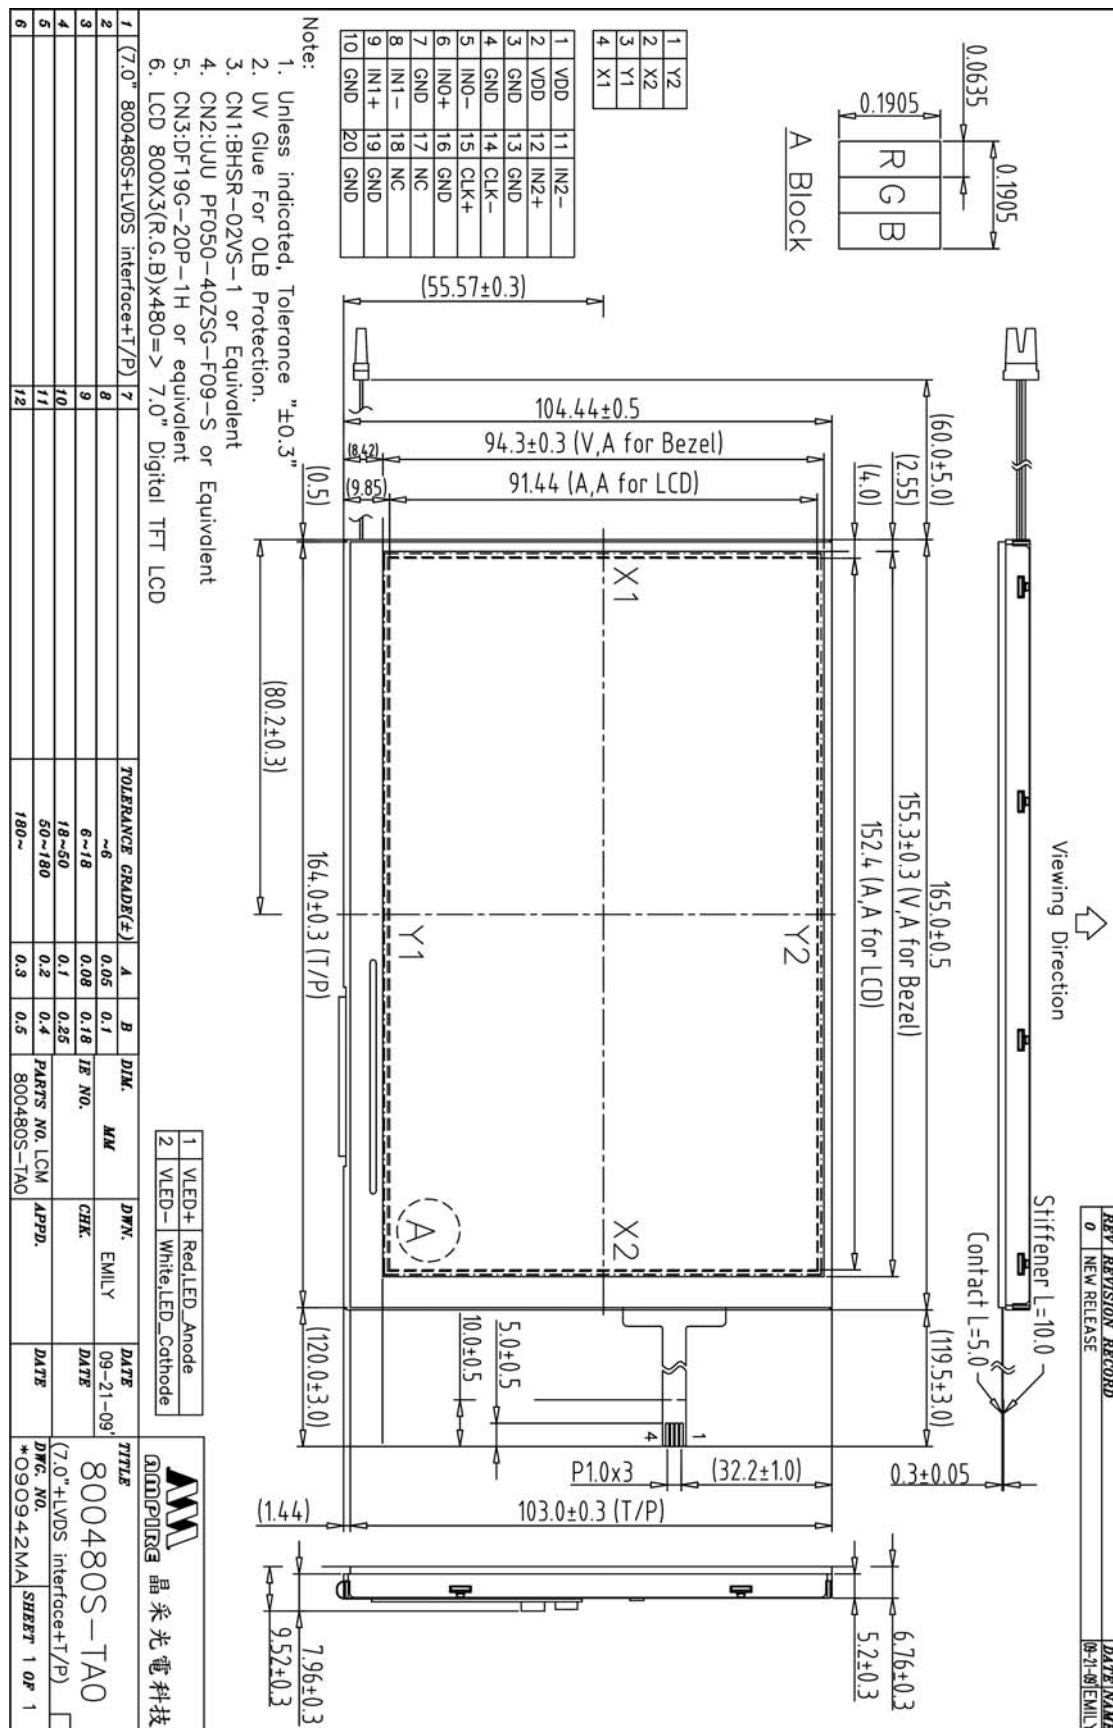 REV REVISION RECORD DATE NAME
0 NEW RELEASE 09-21-09' EMILY
0.0635
0.1905
0.1905
R G B
A Block
Viewing Direction
Stiffener L=10.0
Contact L=5.0
0.3±0.05
1 Y2
2 X2
3 Y1
4 X1
1 VDD 11 IN2-
2 VDD 12 IN2+
3 GND 13 GND
4 GND 14 CLK-
5 IN0- 15 CLK+
6 IN0+ 16 GND
7 GND 17 NC
8 IN1- 18 NC
9 IN1+ 19 GND
10 GND 20 GND
(60.0±5.0)
165.0±0.5
(119.5±3.0)
(2.55)
155.3±0.3 (V,A for Bezel)
(4.0)
152.4 (A,A for LCD)
(55.57±0.3)
104.44±0.5
94.3±0.3 (V,A for Bezel)
(8.42)
91.44 (A,A for LCD)
(9.85)
X1
Y2
Y1
X2
A
(0.5)
164.0±0.3 (T/P)
(120.0±3.0)
(80.2±0.3)
5.0±0.5
10.0±0.5
1
4
P1.0x3
(32.2±1.0)
103.0±0.3 (T/P)
(1.44)
6.76±0.3
5.2±0.3
7.96±0.3
9.52±0.3
Note:
1. Unless indicated, Tolerance "±0.3"
2. UV Glue For OLB Protection.
3. CN1:BHSR-02VS-1 or Equivalent
4. CN2:UJU PF050-40ZSG-F09-S or Equivalent
5. CN3:DF19G-20P-1H or equivalent
6. LCD 800X3(R.G.B)x480=> 7.0" Digital TFT LCD
1 VLED+ Red,LED_Anode
2 VLED- White,LED_Cathode
AMPIRE 晶采光電科技
1 (7.0" 800480S+LVDS interface+T/P) 7
2 8
3 9
4 10
5 11
6 12
TOLERANCE GRADE(±) A B
~6 0.05 0.1
6~18 0.08 0.18
18~50 0.1 0.25
50~180 0.2 0.4
180~ 0.3 0.5
DIM. MM
IE NO.
PARTS NO. LCM
800480S-TA0
DWN. EMILY
DATE 09-21-09'
CHK. DATE
APPD. DATE
TITLE
800480S-TA0
(7.0"+LVDS interface+T/P)
DWG. NO.
*090942MA
SHEET 1 OF 1